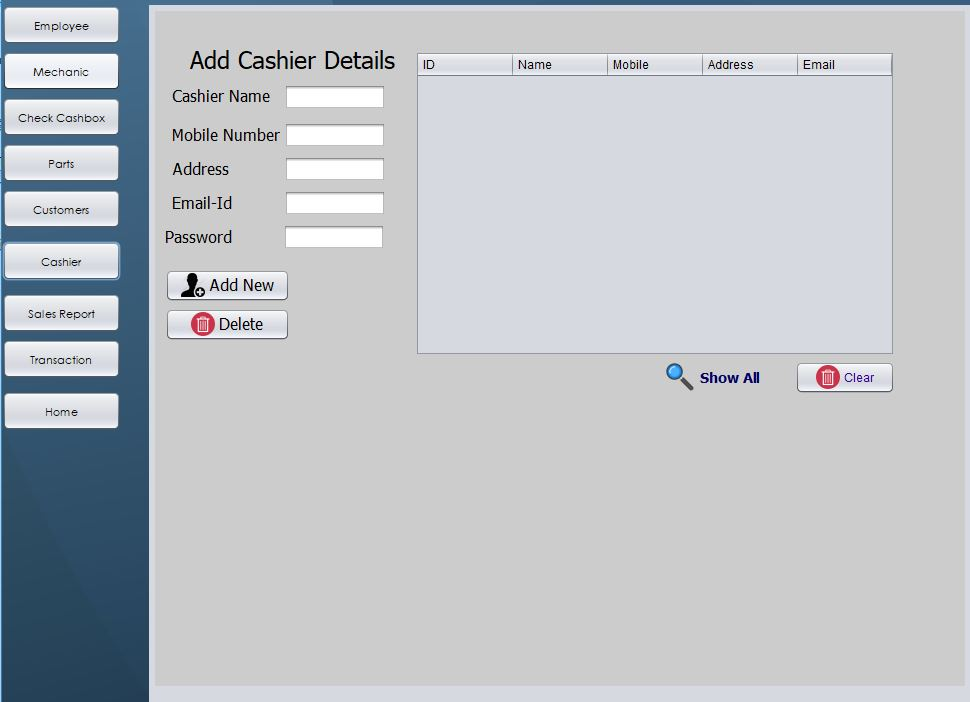 Employee
Mechanic
Check Cashbox
Parts
Customers
Cashier
Sales Report
Transaction
Home
Add Cashier Details
Cashier Name
Mobile Number
Address
Email-Id
Password
Add New
Delete
ID Name Mobile Address Email
Show All Clear